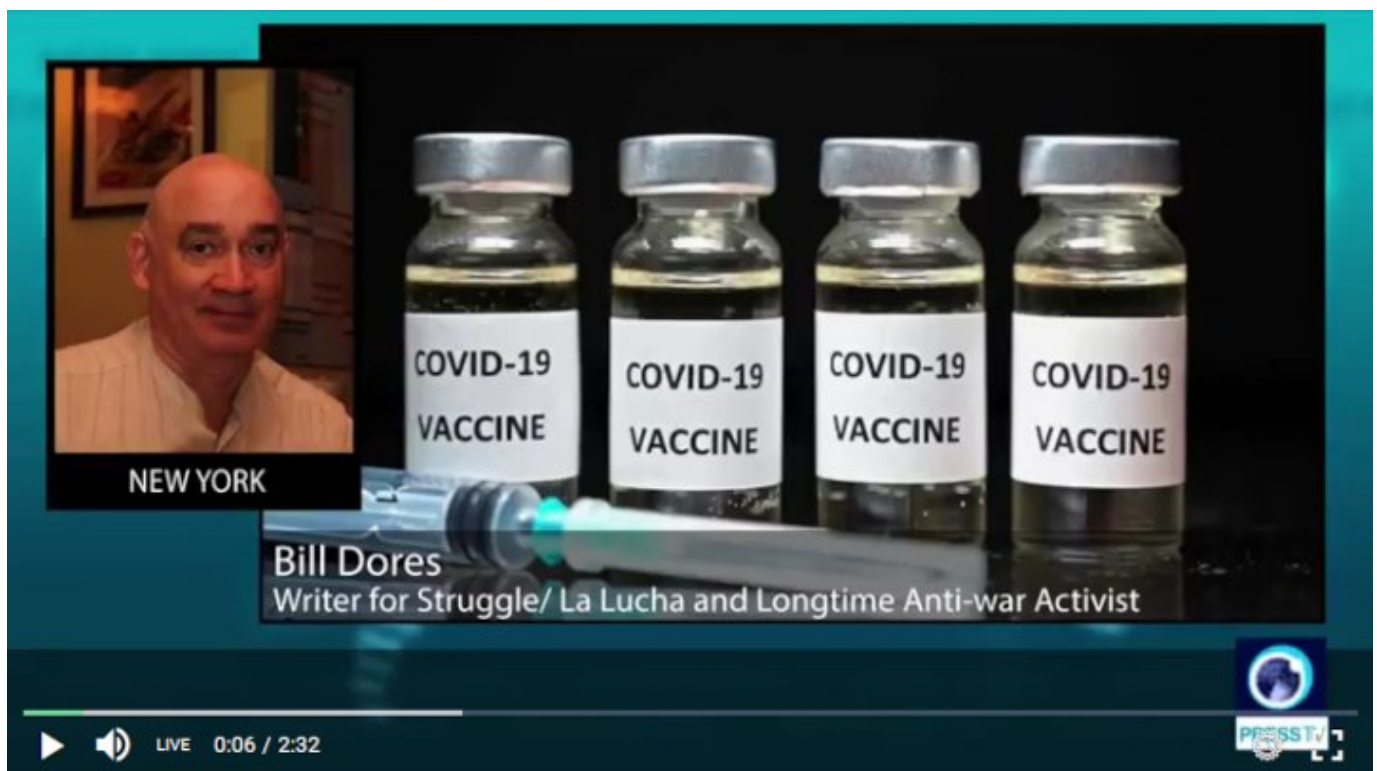 COVID-19
VACCINE
COVID-19
VACCINE
COVID-19
VACCINE
COVID-19
VACCINE
NEW YORK
Bill Dores
Writer for Struggle/ La Lucha and Longtime Anti-war Activist
PRESS TV
LIVE 0:06 / 2:32